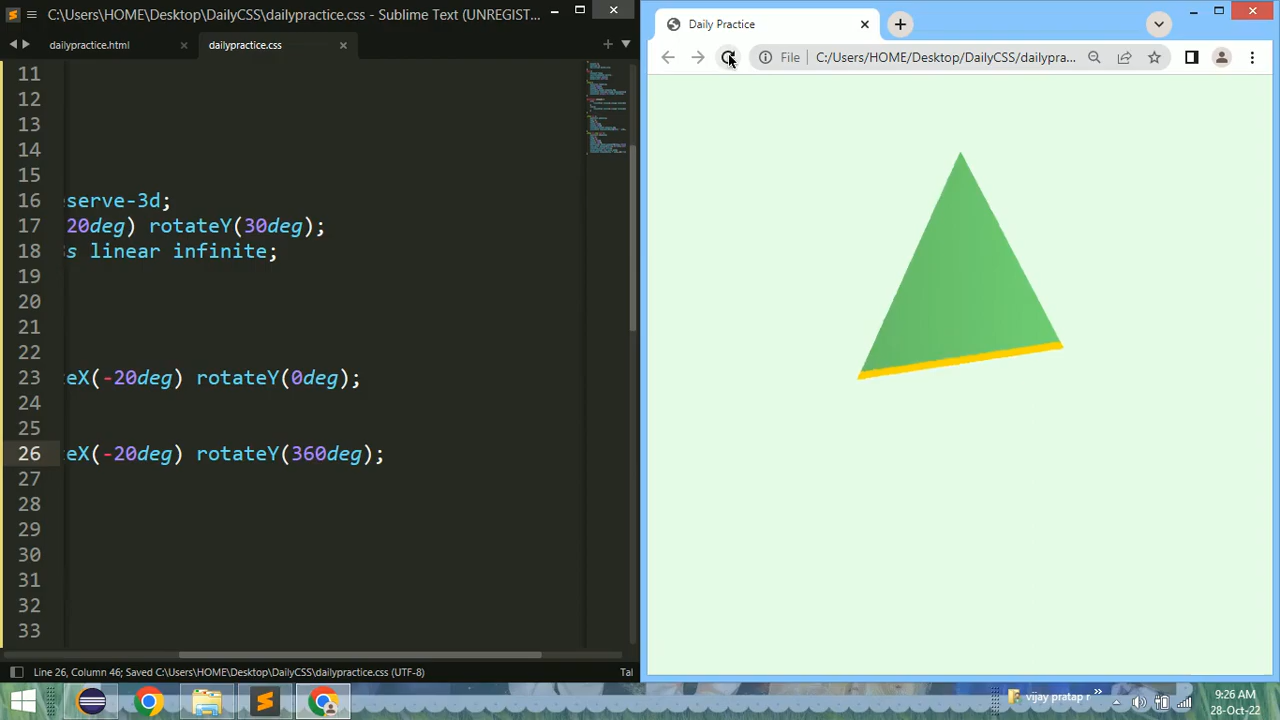 C:\Users\HOME\Desktop\DailyCSS\dailypractice.css - Sublime Text (UNREGIST...
dailypractice.html
dailypractice.css
11
12
13
14
15
16 serve-3d;
17 20deg) rotateY(30deg);
18 s linear infinite;
19
20
21
22
23 eX(-20deg) rotateY(0deg);
24
25
26 eX(-20deg) rotateY(360deg);
27
28
29
30
31
32
33
Line 26, Column 46; Saved C:\Users\HOME\Desktop\DailyCSS\dailypractice.css (UTF-8)
Tal
Daily Practice
File
C:/Users/HOME/Desktop/DailyCSS/dailypra...
vijay pratap r
9:26 AM
28-Oct-22